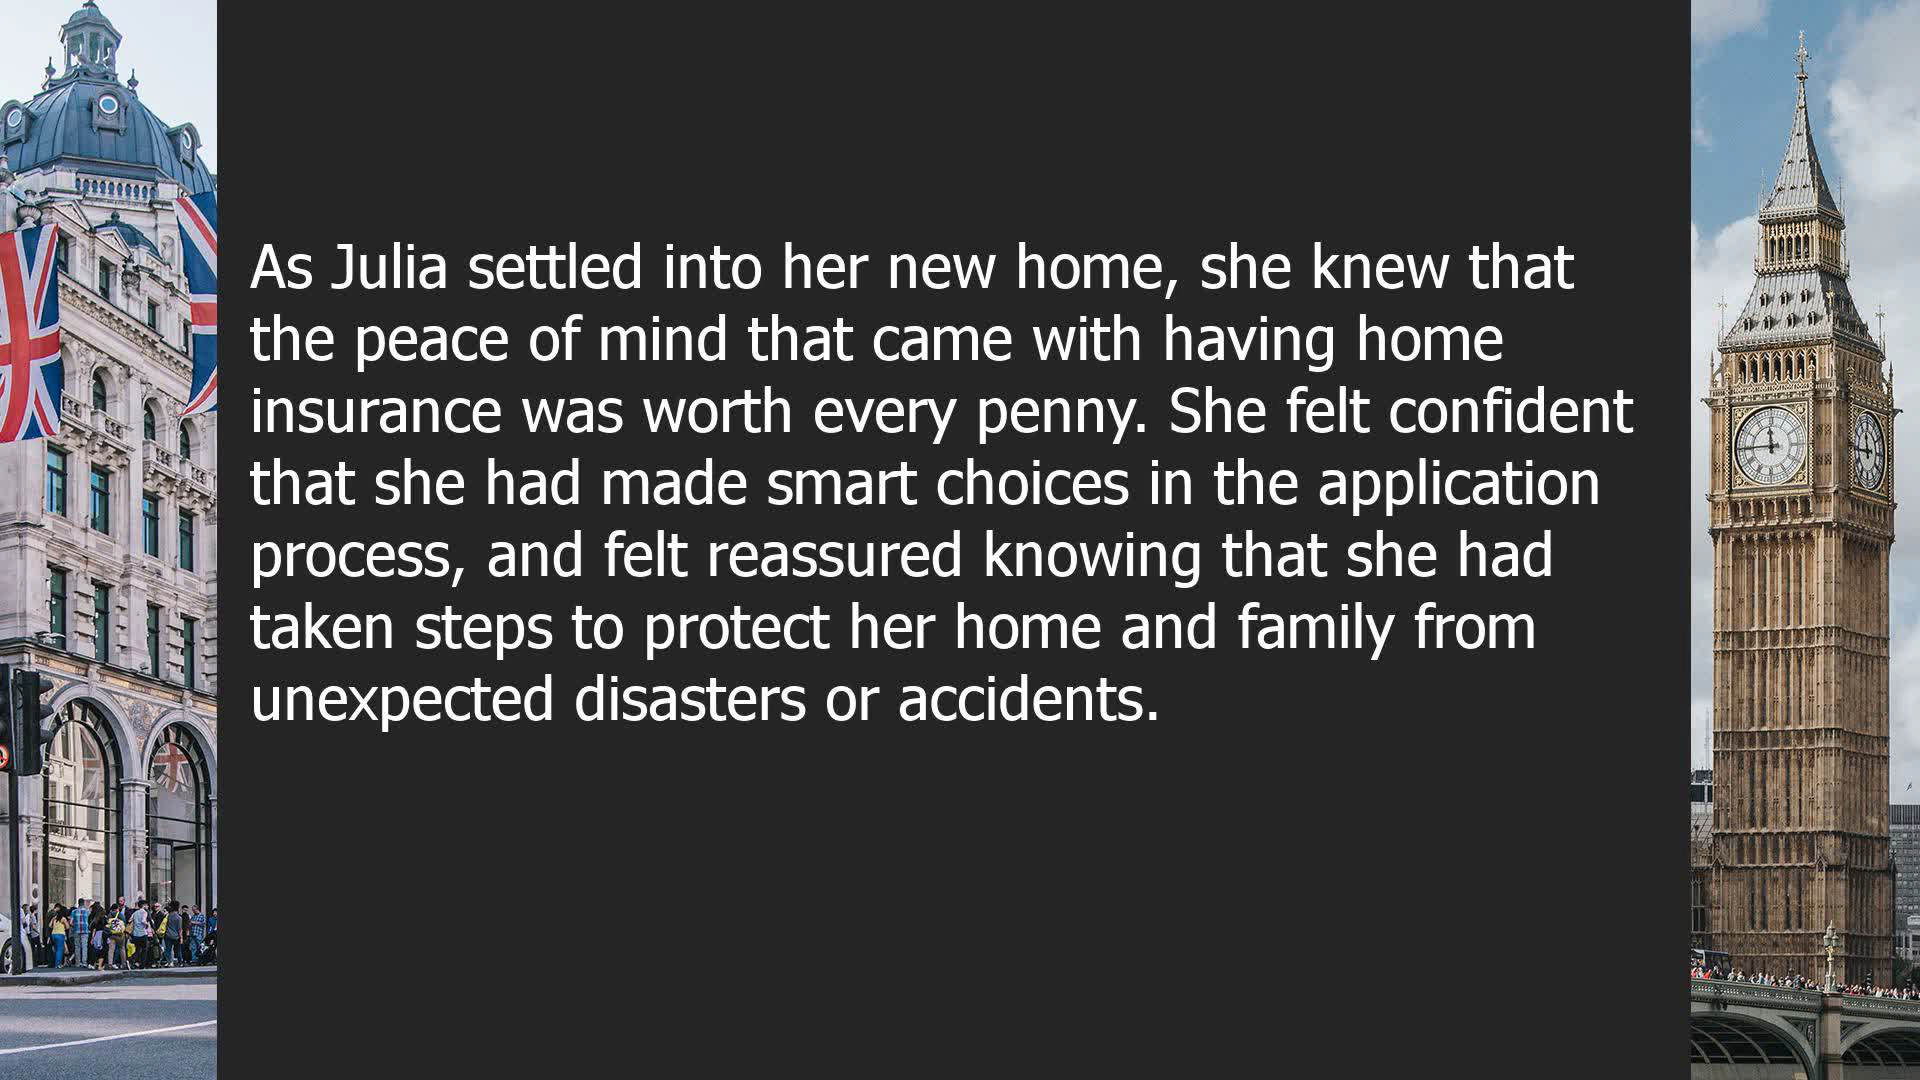 As Julia settled into her new home, she knew that
the peace of mind that came with having home
insurance was worth every penny. She felt confident
that she had made smart choices in the application
process, and felt reassured knowing that she had
taken steps to protect her home and family from
unexpected disasters or accidents.